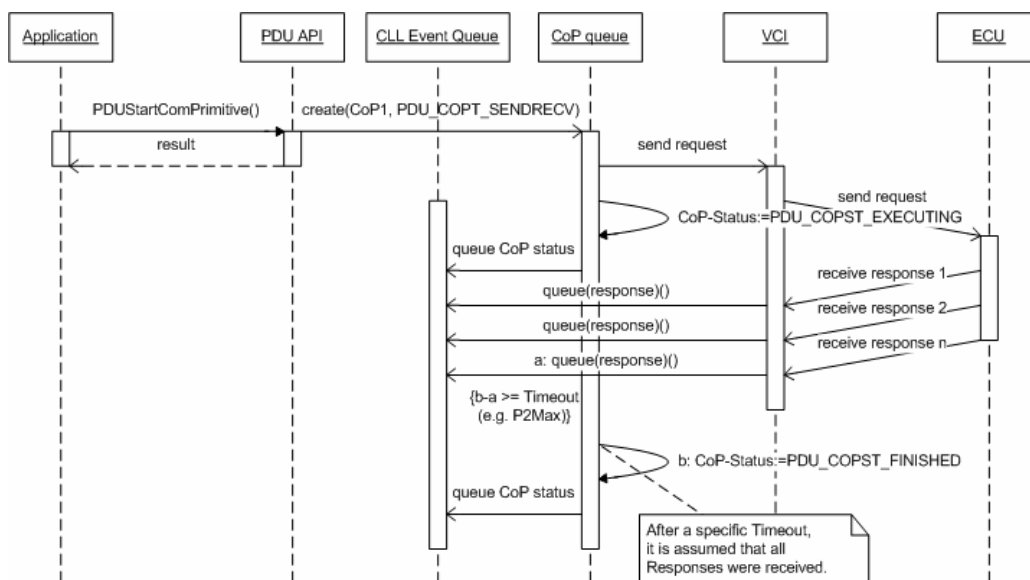 Application
PDU API
CLL Event Queue
CoP queue
VCI
ECU
PDUStartComPrimitive()
create(CoP1, PDU_COPT_SENDRECV)
result
send request
send request
CoP-Status:=PDU_COPST_EXECUTING
queue CoP status
receive response 1
queue(response)()
receive response 2
queue(response)()
receive response n
a: queue(response)()
{b-a >= Timeout
(e.g. P2Max)}
b: CoP-Status:=PDU_COPST_FINISHED
queue CoP status
After a specific Timeout,
it is assumed that all
Responses were received.